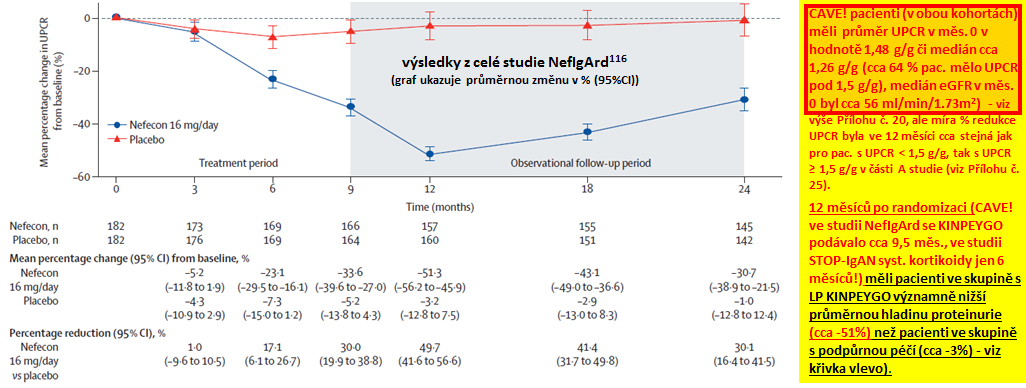 0
−20
−40
−60
Mean percentage change in UPCR
from baseline (%)
výsledky z celé studie NefIgArd116
(graf ukazuje průměrnou změnu v % (95%CI))
Nefecon 16 mg/day
Placebo
Treatment period
Observational follow-up period
0 3 6 9 12 18 24
Time (months)
Nefecon, n 182 173 169 166 157 155 145
Placebo, n 182 176 169 164 160 151 142
Mean percentage change (95% CI) from baseline, %
Nefecon −5·2 −23·1 −33·6 −51·3 −43·1 −30·7
16 mg/day (−11·8 to 1·9) (−29·5 to −16·1) (−39·6 to −27·0) (−56·2 to −45·9) (−49·0 to −36·6) (−38·9 to −21·5)
Placebo −4·3 −7·3 −5·2 −3·2 −2·9 −1·0
(−10·9 to 2·9) (−15·0 to 1·2) (−13·8 to 4·3) (−12·8 to 7·5) (−13·0 to 8·3) (−12·8 to 12·4)
Percentage reduction (95% CI), %
Nefecon 1·0 17·1 30·0 49·7 41·4 30·1
16 mg/day (−9·6 to 10·5) (6·1 to 26·7) (19·9 to 38·8) (41·6 to 56·6) (31·7 to 49·8) (16·4 to 41·5)
vs placebo
CAVE! pacienti (v obou kohortách)
měli průměr UPCR v měs. 0 v
hodnotě 1,48 g/g či medián cca
1,26 g/g (cca 64 % pac. mělo UPCR
pod 1,5 g/g), medián eGFR v měs.
0 byl cca 56 ml/min/1.73m²) - viz
výše Přílohu č. 20, ale míra % redukce
UPCR byla ve 12 měsíci cca stejná jak
pro pac. s UPCR < 1,5 g/g, tak s UPCR
≥ 1,5 g/g v části A studie (viz Přílohu č.
25).
12 měsíců po randomizaci (CAVE!
ve studii NefIgArd se KINPEYGO
podávalo cca 9,5 měs., ve studii
STOP-IgAN syst. kortikoidy jen 6
měsíců!) měli pacienti ve skupině s
LP KINPEYGO významně nižší
průměrnou hladinu proteinurie
(cca -51%) než pacienti ve skupině
s podpůrnou péčí (cca -3%) - viz
křivka vlevo).